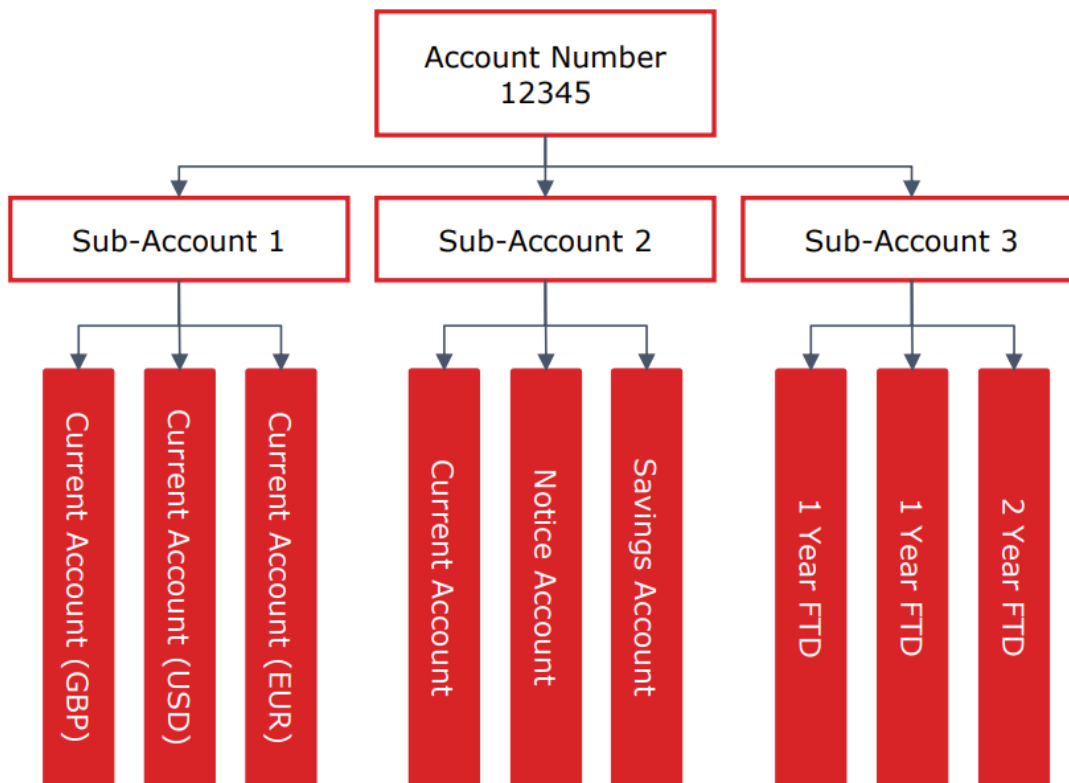 Account Number
12345
Sub-Account 1
Sub-Account 2
Sub-Account 3
Current Account (GBP)
Current Account (USD)
Current Account (EUR)
Current Account
Notice Account
Savings Account
1 Year FTD
1 Year FTD
2 Year FTD